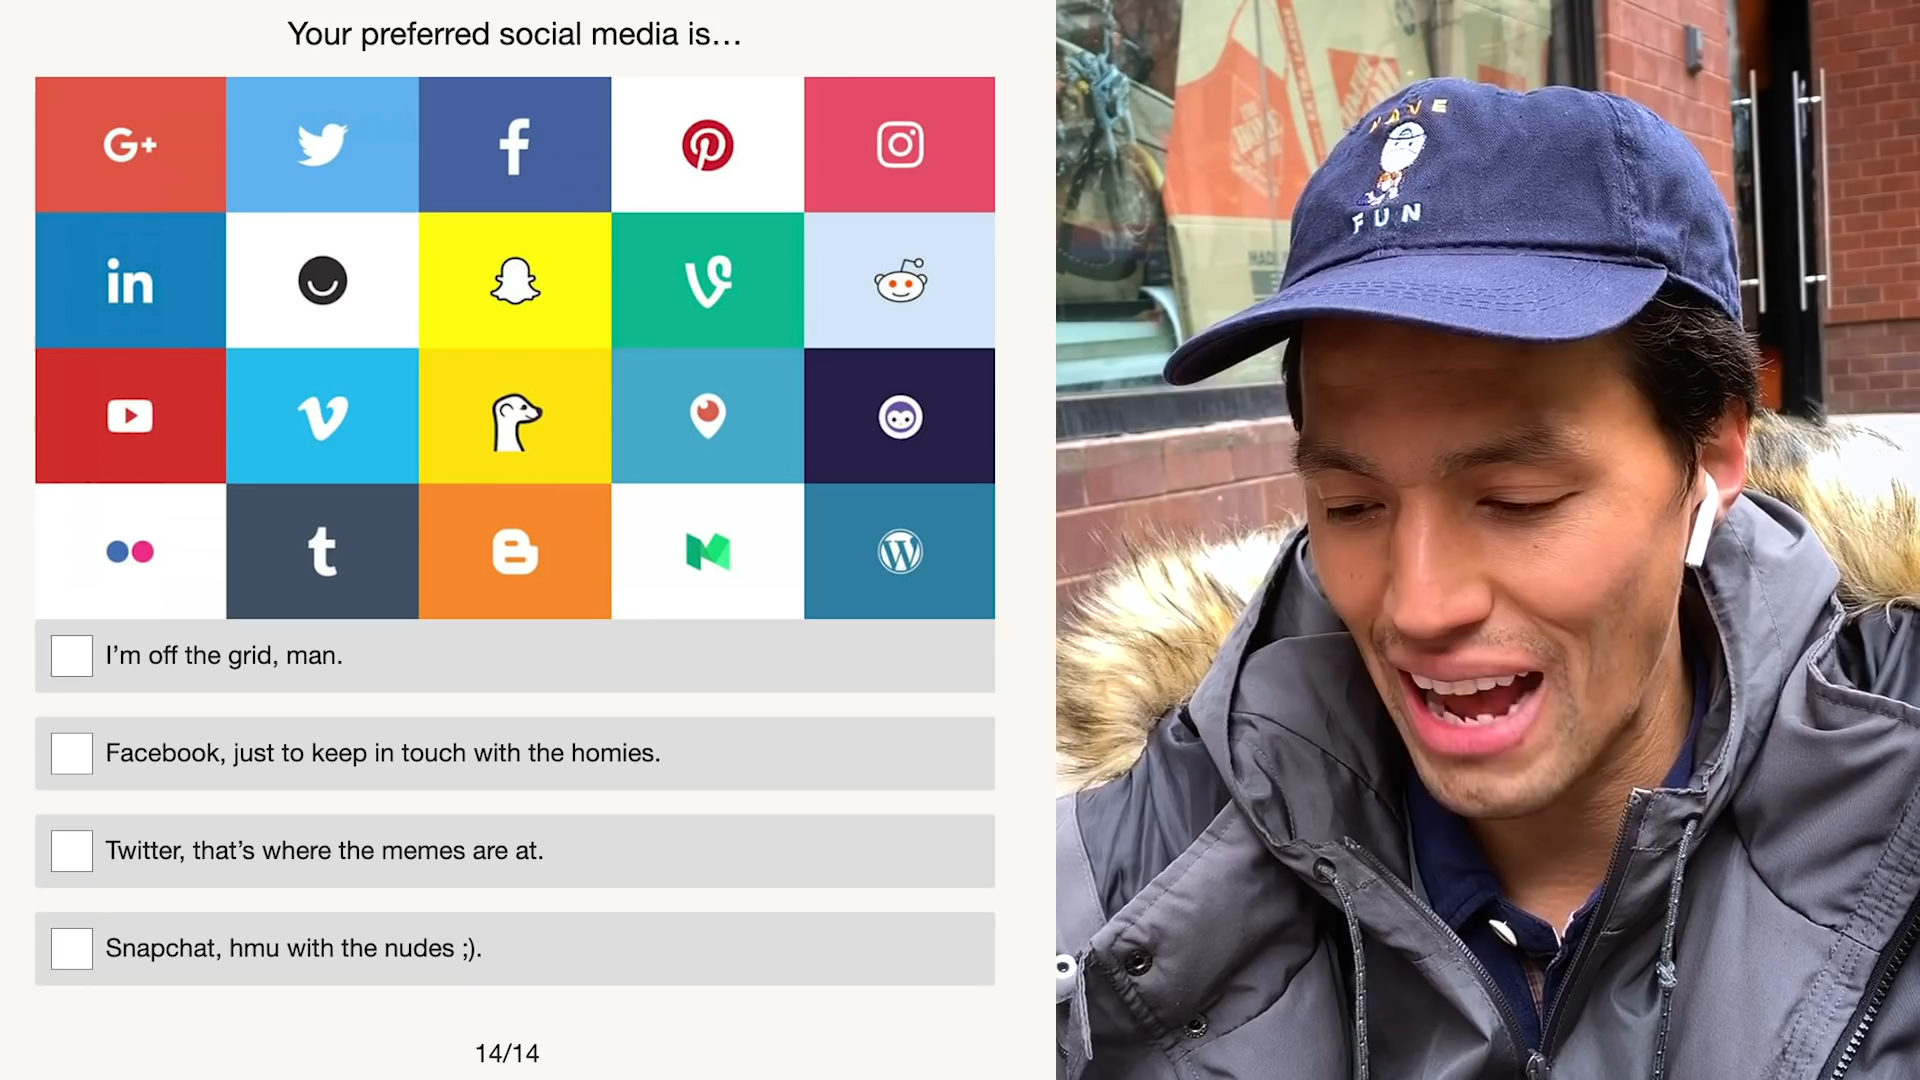 Your preferred social media is…
G+
f
in
t
B
W
I’m off the grid, man.
Facebook, just to keep in touch with the homies.
Twitter, that’s where the memes are at.
Snapchat, hmu with the nudes ;).
14/14
FUN